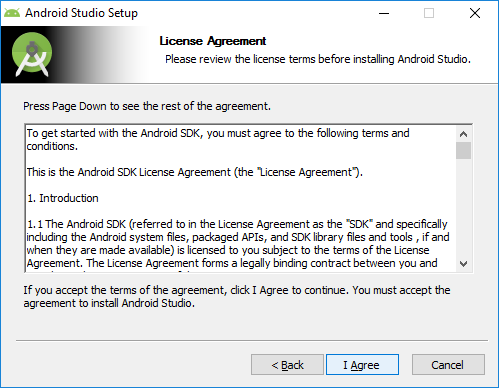 Android Studio Setup
License Agreement
Please review the license terms before installing Android Studio.
Press Page Down to see the rest of the agreement.
To get started with the Android SDK, you must agree to the following terms and
conditions.
This is the Android SDK License Agreement (the "License Agreement").
1. Introduction
1.1 The Android SDK (referred to in the License Agreement as the "SDK" and specifically
including the Android system files, packaged APIs, and SDK library files and tools , if and
when they are made available) is licensed to you subject to the terms of the License
Agreement. The License Agreement forms a legally binding contract between you and
If you accept the terms of the agreement, click I Agree to continue. You must accept the
agreement to install Android Studio.
< Back
I Agree
Cancel